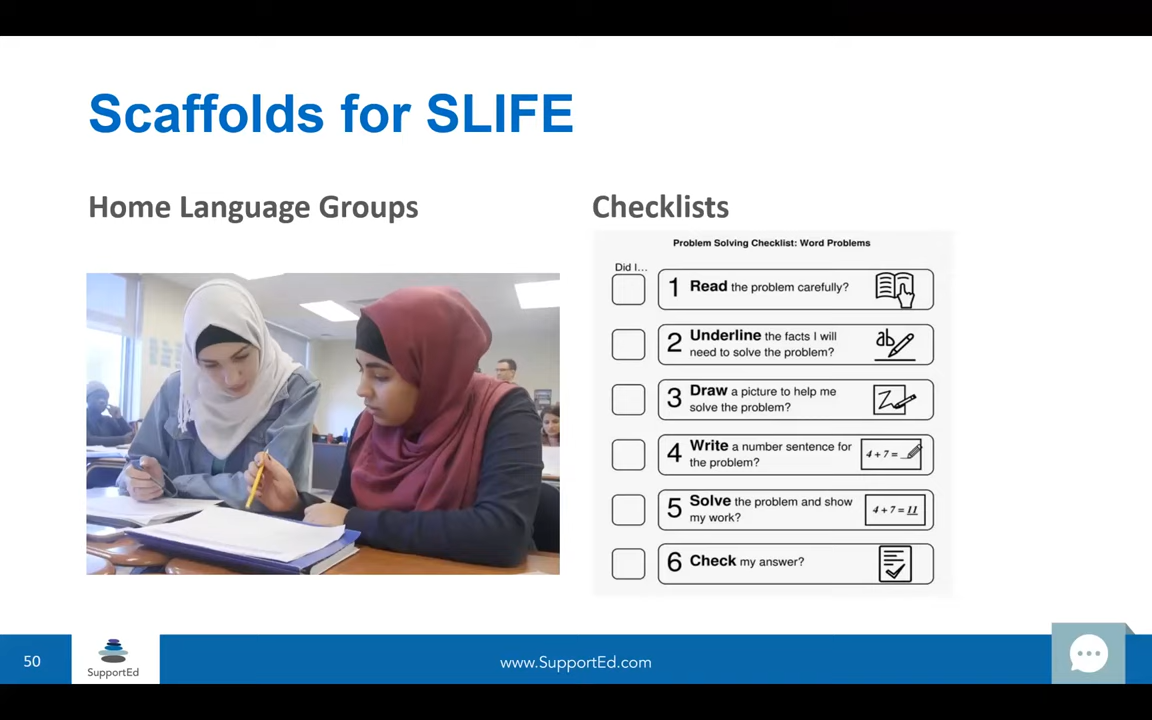 Scaffolds for SLIFE
Home Language Groups
Checklists
Problem Solving Checklist: Word Problems
Did I...
1 Read the problem carefully?
2 Underline the facts I will
need to solve the problem?
ab
3 Draw a picture to help me
solve the problem?
4 Write a number sentence for
the problem?
4 + 7 = _
5 Solve the problem and show
my work?
4 + 7 = 11
6 Check my answer?
50
SupportEd
www.SupportEd.com